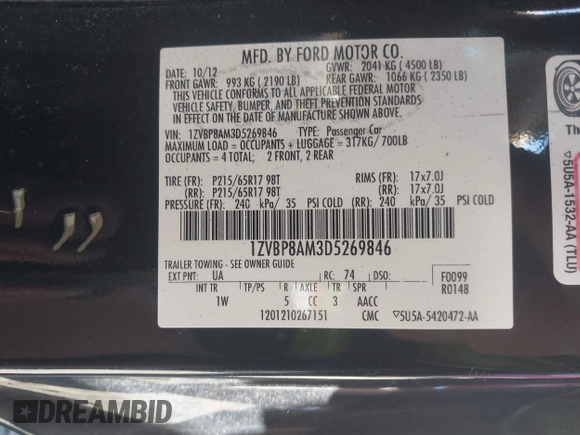 MFD. BY FORD MOTOR CO.
DATE: 10/12
GVWR: 2041 KG ( 4500 LB)
FRONT GAWR: 993 KG ( 2190 LB)
REAR GAWR: 1066 KG ( 2350 LB)
THIS VEHICLE CONFORMS TO ALL APPLICABLE FEDERAL MOTOR
VEHICLE SAFETY, BUMPER, AND THEFT PREVENTION STANDARDS
IN EFFECT ON THE DATE OF MANUFACTURE SHOWN ABOVE.
VIN: 1ZVBP8AM3D5269846 TYPE: Passenger Car
MAXIMUM LOAD = OCCUPANTS + LUGGAGE = 317KG/700LB
OCCUPANTS = 4 TOTAL; 2 FRONT, 2 REAR
TIRE (FR): P215/65R17 98T RIMS (FR): 17x7.0J
(RR): P215/65R17 98T (RR): 17x7.0J
PRESSURE (FR): 240 kPa/ 35 PSI COLD (RR): 240 kPa/ 35 PSI COLD
1ZVBP8AM3D5269846
TRAILER TOWING - SEE OWNER GUIDE
EXT PNT: UA RC: 74 DSO:
F0099
R0148
INT TR TP/PS R AXLE TR SPR
1W 5 CC 3 AACC
1201210267151 CMC ▽5U5A-5420472-AA
Th
▽5U5A-1532-AA (TLU)
DREAMBID